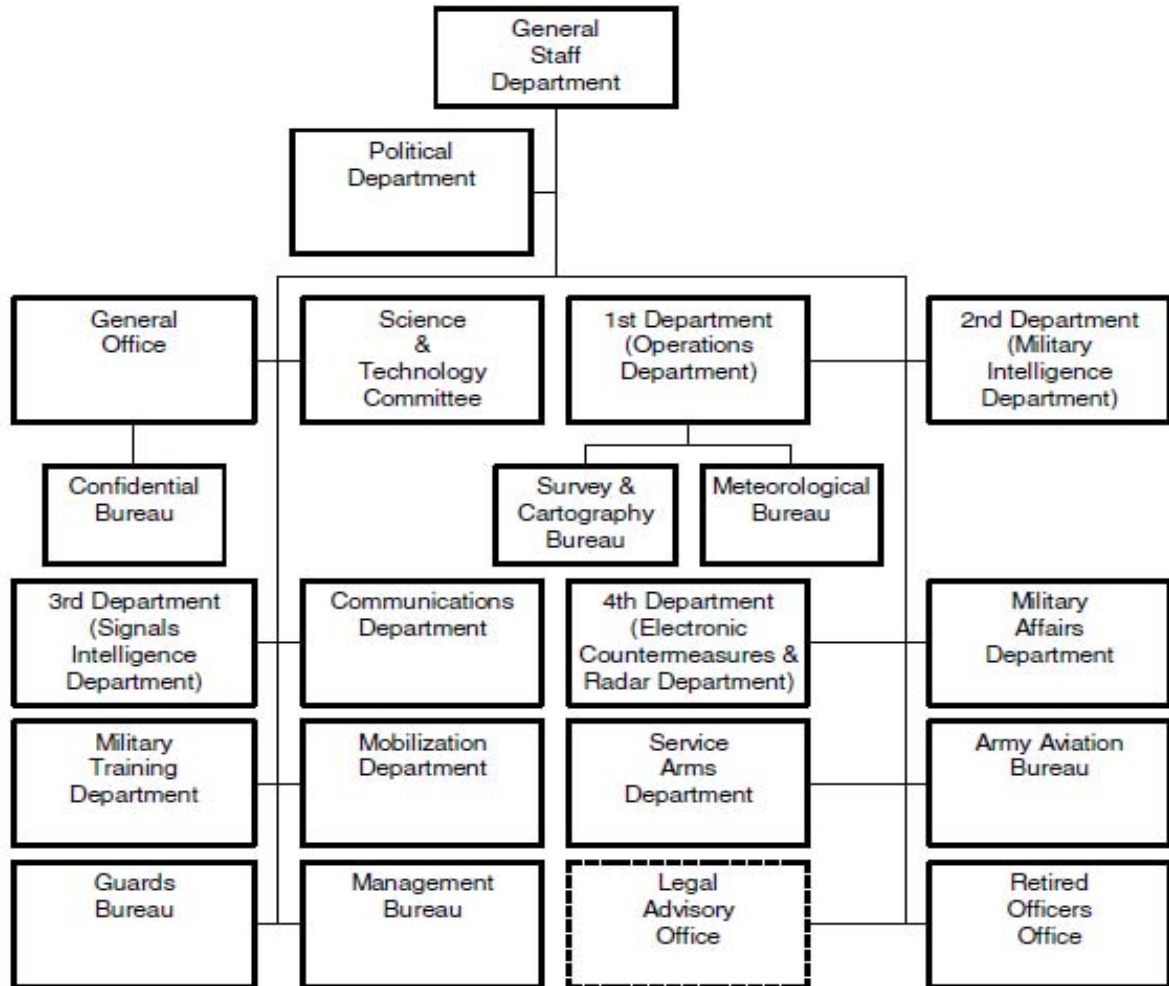 General
Staff
Department
Political
Department
General
Office
Science
&
Technology
Committee
1st Department
(Operations
Department)
2nd Department
(Military
Intelligence
Department)
Confidential
Bureau
Survey &
Cartography
Bureau
Meteorological
Bureau
3rd Department
(Signals
Intelligence
Department)
Communications
Department
4th Department
(Electronic
Countermeasures &
Radar Department)
Military
Affairs
Department
Military
Training
Department
Mobilization
Department
Service
Arms
Department
Army Aviation
Bureau
Guards
Bureau
Management
Bureau
Legal
Advisory
Office
Retired
Officers
Office